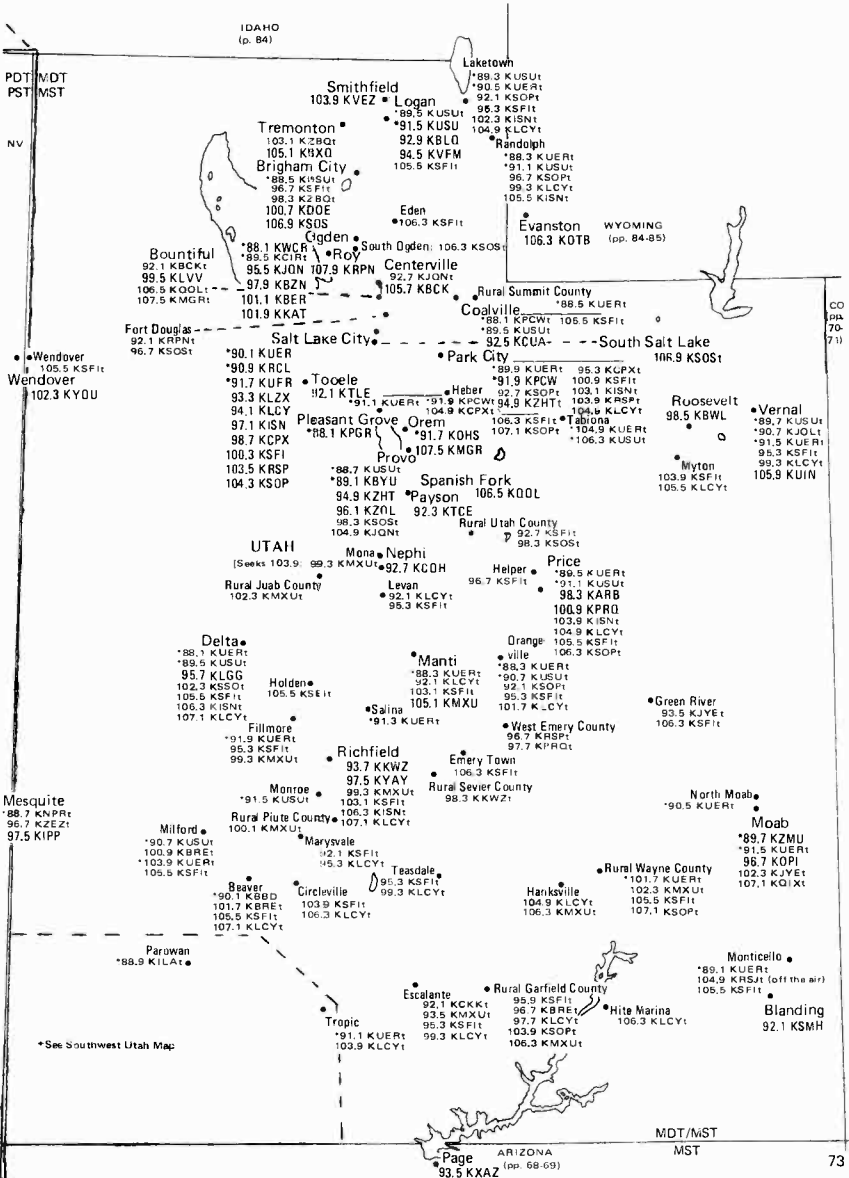 IDAHO
(p. 84)
PDT MDT
PST MST
NV
Laketown
*89.3 KUSUt
*90.5 KUERt
92.1 KSOPt
95.3 KSFIt
102.3 KISNt
104.9 KLCYt
Smithfield
103.9 KVEZ
Logan
*89.5 KUSUt
*91.5 KUSU
92.9 KBLQ
94.5 KVFM
105.5 KSFIt
Tremonton
103.1 KZBQt
105.1 KNXQ
Randolph
*88.3 KUERt
*91.1 KUSUt
96.7 KSOPt
99.3 KLCYt
105.5 KISNt
Brigham City
*88.5 KUSUt
96.7 KSFIt
98.3 KZBQt
100.7 KDOE
106.9 KSOS
Eden
*106.3 KSFIt
Evanston
106.3 KOTB
WYOMING
(pp. 84-85)
Ogden
*88.1 KWCR
*89.5 KCIRt
95.5 KJQN
97.9 KBZN
101.1 KBER
101.9 KKAT
South Ogden: 106.3 KSOSt
Roy
107.9 KRPN
Bountiful
92.1 KBCKt
99.5 KLVV
106.5 KQOLt
107.5 KMGRt
Centerville
92.7 KJQNt
105.7 KBCK
Rural Summit County
*88.5 KUERt
CO
(pp.
70-
71)
Coalville
*88.1 KPCWt 105.5 KSFIt
*89.5 KUSUt
92.5 KCUA
Fort Douglas
92.1 KRPNt
96.7 KSOSt
South Salt Lake
106.9 KSOSt
Salt Lake City
*90.1 KUER
*90.9 KRCL
*91.7 KUFR
93.3 KLZX
94.1 KLCY
97.1 KISN
98.7 KCPX
100.3 KSFI
103.5 KRSP
104.3 KSOP
Wendover
105.5 KSFIt
Wendover
102.3 KYOU
Park City
*89.9 KUERt 95.3 KCPXt
*91.9 KPCW 100.9 KSFIt
92.7 KSOPt 103.1 KISNt
94.9 KZHTt 103.9 KRSPt
104.5 KLCYt
Tooele
92.1 KTLE
Heber
*91.1 KUERt *91.9 KPCWt
104.9 KCPXt
106.3 KSFIt
107.1 KSOPt
Tabiona
*104.9 KUERt
*106.3 KUSUt
Roosevelt
98.5 KBWL
Vernal
*89.7 KUSUt
*90.7 KJOLt
*91.5 KUERt
95.3 KSFIt
99.3 KLCYt
105.9 KUIN
Pleasant Grove
*88.1 KPGR
Orem
*91.7 KOHS
107.5 KMGR
Myton
103.9 KSFIt
105.5 KLCYt
Provo
*88.7 KUSUt
*89.1 KBYU
94.9 KZHT
96.1 KZOL
98.3 KSOSt
104.9 KJQNt
Spanish Fork
106.5 KQOL
Payson
92.3 KTCE
Rural Utah County
92.7 KSFIt
98.3 KSOSt
UTAH
[Seeks 103.9:
Mona
99.3 KMXUt
Nephi
92.7 KCOH
Rural Juab County
102.3 KMXUt
Levan
92.1 KLCYt
95.3 KSFIt
Helper
96.7 KSFIt
Price
*89.5 KUERt
*91.1 KUSUt
98.3 KARB
100.9 KPRQ
103.9 KISNt
104.9 KLCYt
105.5 KSFIt
106.3 KSOPt
Delta
*88.1 KUERt
*89.5 KUSUt
95.7 KLGG
102.3 KSSOt
105.5 KSFIt
106.3 KISNt
107.1 KLCYt
Holden
105.5 KSFIt
Manti
*88.3 KUERt
92.1 KLCYt
103.1 KSFIt
105.1 KMXU
Orange-
ville
*88.3 KUERt
*90.7 KUSUt
92.1 KSOPt
95.3 KSFIt
101.7 KLCYt
Salina
*91.3 KUERt
Green River
93.5 KJYEt
106.3 KSFIt
Fillmore
*91.9 KUERt
95.3 KSFIt
99.3 KMXUt
West Emery County
96.7 KRSPt
97.7 KPRQt
Richfield
93.7 KKWZ
97.5 KYAY
99.3 KMXUt
103.1 KSFIt
106.3 KISNt
107.1 KLCYt
Emery Town
106.3 KSFIt
Rural Sevier County
98.3 KKWZt
Monroe
*91.5 KUSUt
North Moab
*90.5 KUERt
Mesquite
*88.7 KNPRt
96.7 KZEZt
97.5 KIPP
Rural Piute County
100.1 KMXUt
Moab
*89.7 KZMU
*91.5 KUERt
96.7 KOPI
102.3 KJYEt
107.1 KQIXt
Milford
*90.7 KUSUt
100.9 KBREt
*103.9 KUERt
105.5 KSFIt
Marysvale
92.1 KSFIt
95.3 KLCYt
Teasdale
95.3 KSFIt
99.3 KLCYt
Rural Wayne County
*101.7 KUERt
102.3 KMXUt
105.5 KSFIt
107.1 KSOPt
Beaver
*90.1 KBBD
101.7 KBREt
105.5 KSFIt
107.1 KLCYt
Circleville
103.9 KSFIt
106.3 KLCYt
Hanksville
104.9 KLCYt
106.3 KMXUt
Parowan
*88.9 KILAt
Monticello
*89.1 KUERt
104.9 KRSJt (off the air)
105.5 KSFIt
Blanding
92.1 KSMH
Escalante
92.1 KCKKt
93.5 KMXUt
95.3 KSFIt
99.3 KLCYt
Rural Garfield County
95.9 KSFIt
96.7 KBREt
97.7 KLCYt
103.9 KSOPt
106.3 KMXUt
Hite Marina
106.3 KLCYt
Tropic
*91.1 KUERt
103.9 KLCYt
*See Southwest Utah Map
MDT/MST
MST
ARIZONA
(pp. 68-69)
Page
93.5 KXAZ
73